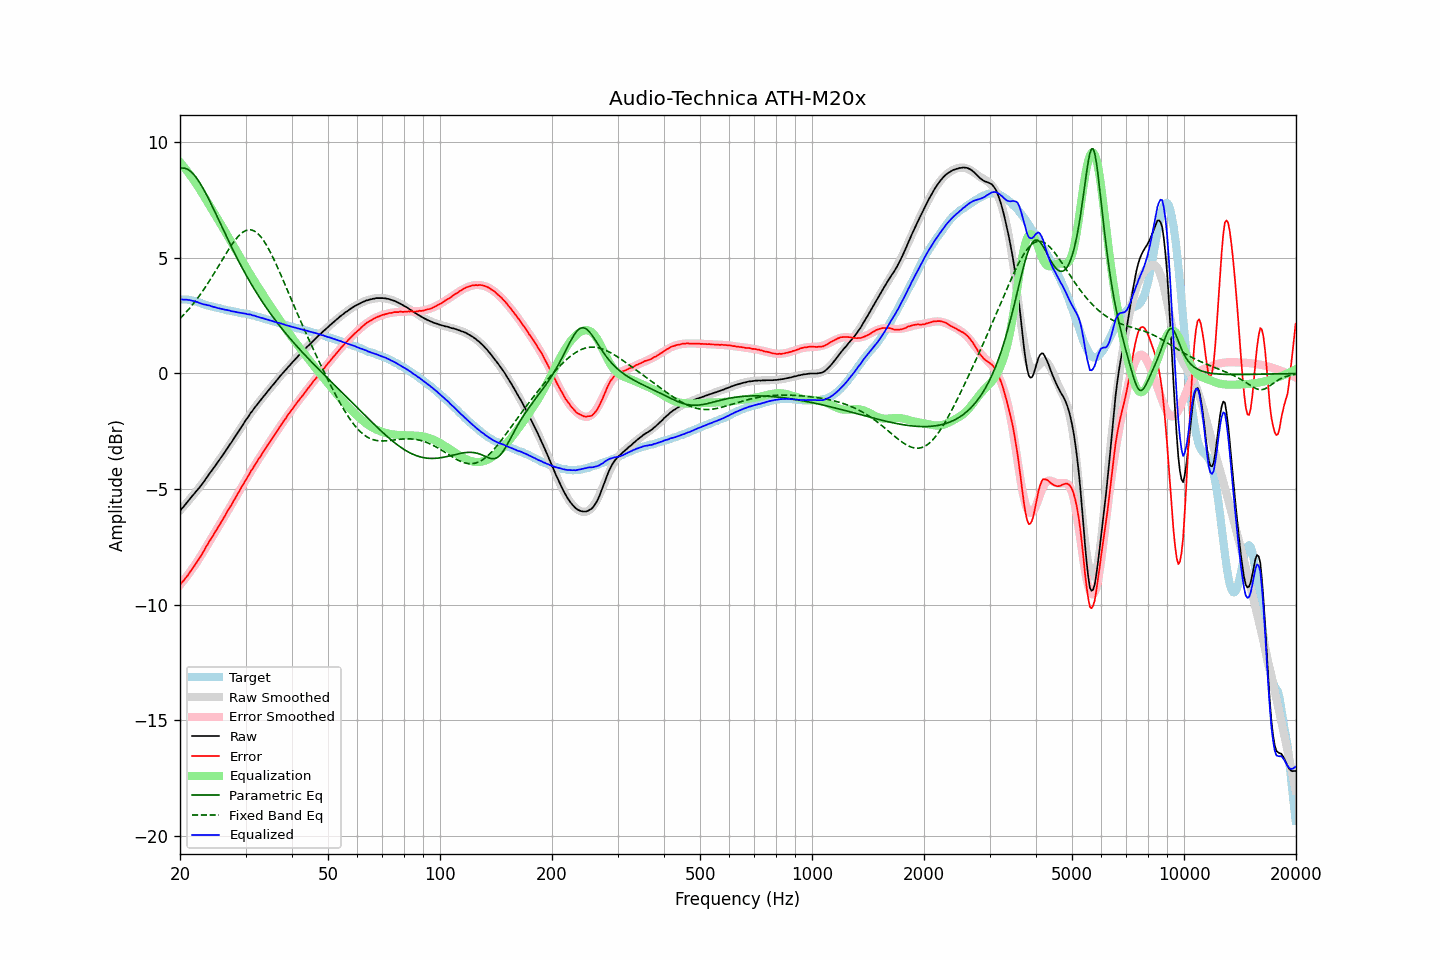 Audio-Technica ATH-M20x
10
5
0
−5
−10
−15
−20
Amplitude (dBr)
Target
Raw Smoothed
Error Smoothed
Raw
Error
Equalization
Parametric Eq
Fixed Band Eq
Equalized
20 50 100 200 500 1000 2000 5000 10000 20000
Frequency (Hz)